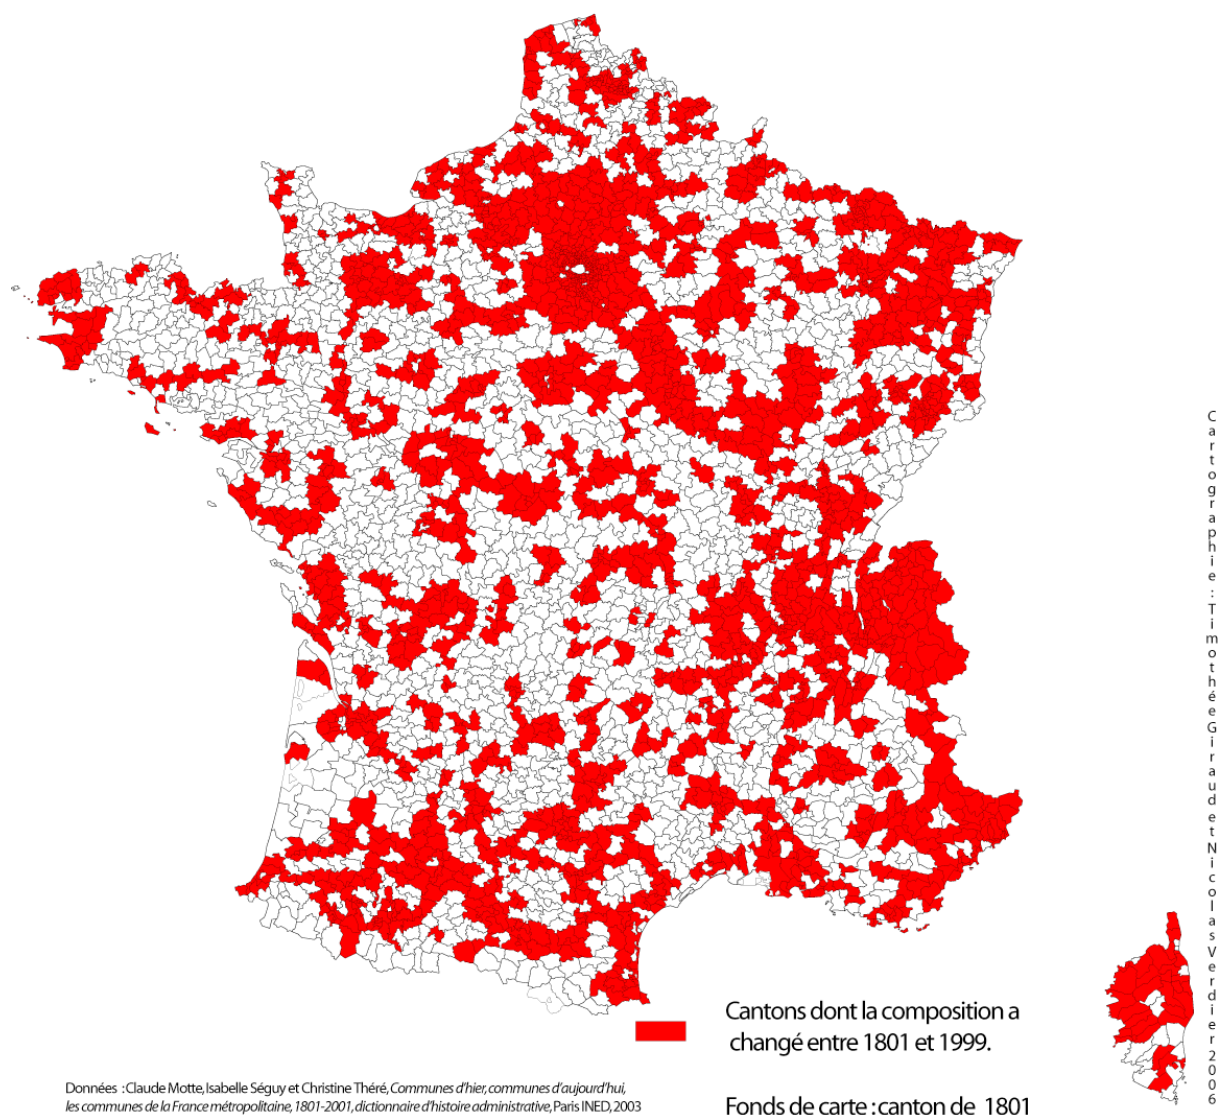 Cantons dont la composition a
changé entre 1801 et 1999.
Données : Claude Motte, Isabelle Séguy et Christine Théré, Communes d'hier, communes d'aujourd'hui,
les communes de la France métropolitaine, 1801-2001, dictionnaire d'histoire administrative, Paris INED, 2003
Fonds de carte : canton de 1801
Cartographie : Timothée Giraud et Nicolas Verdier 2006